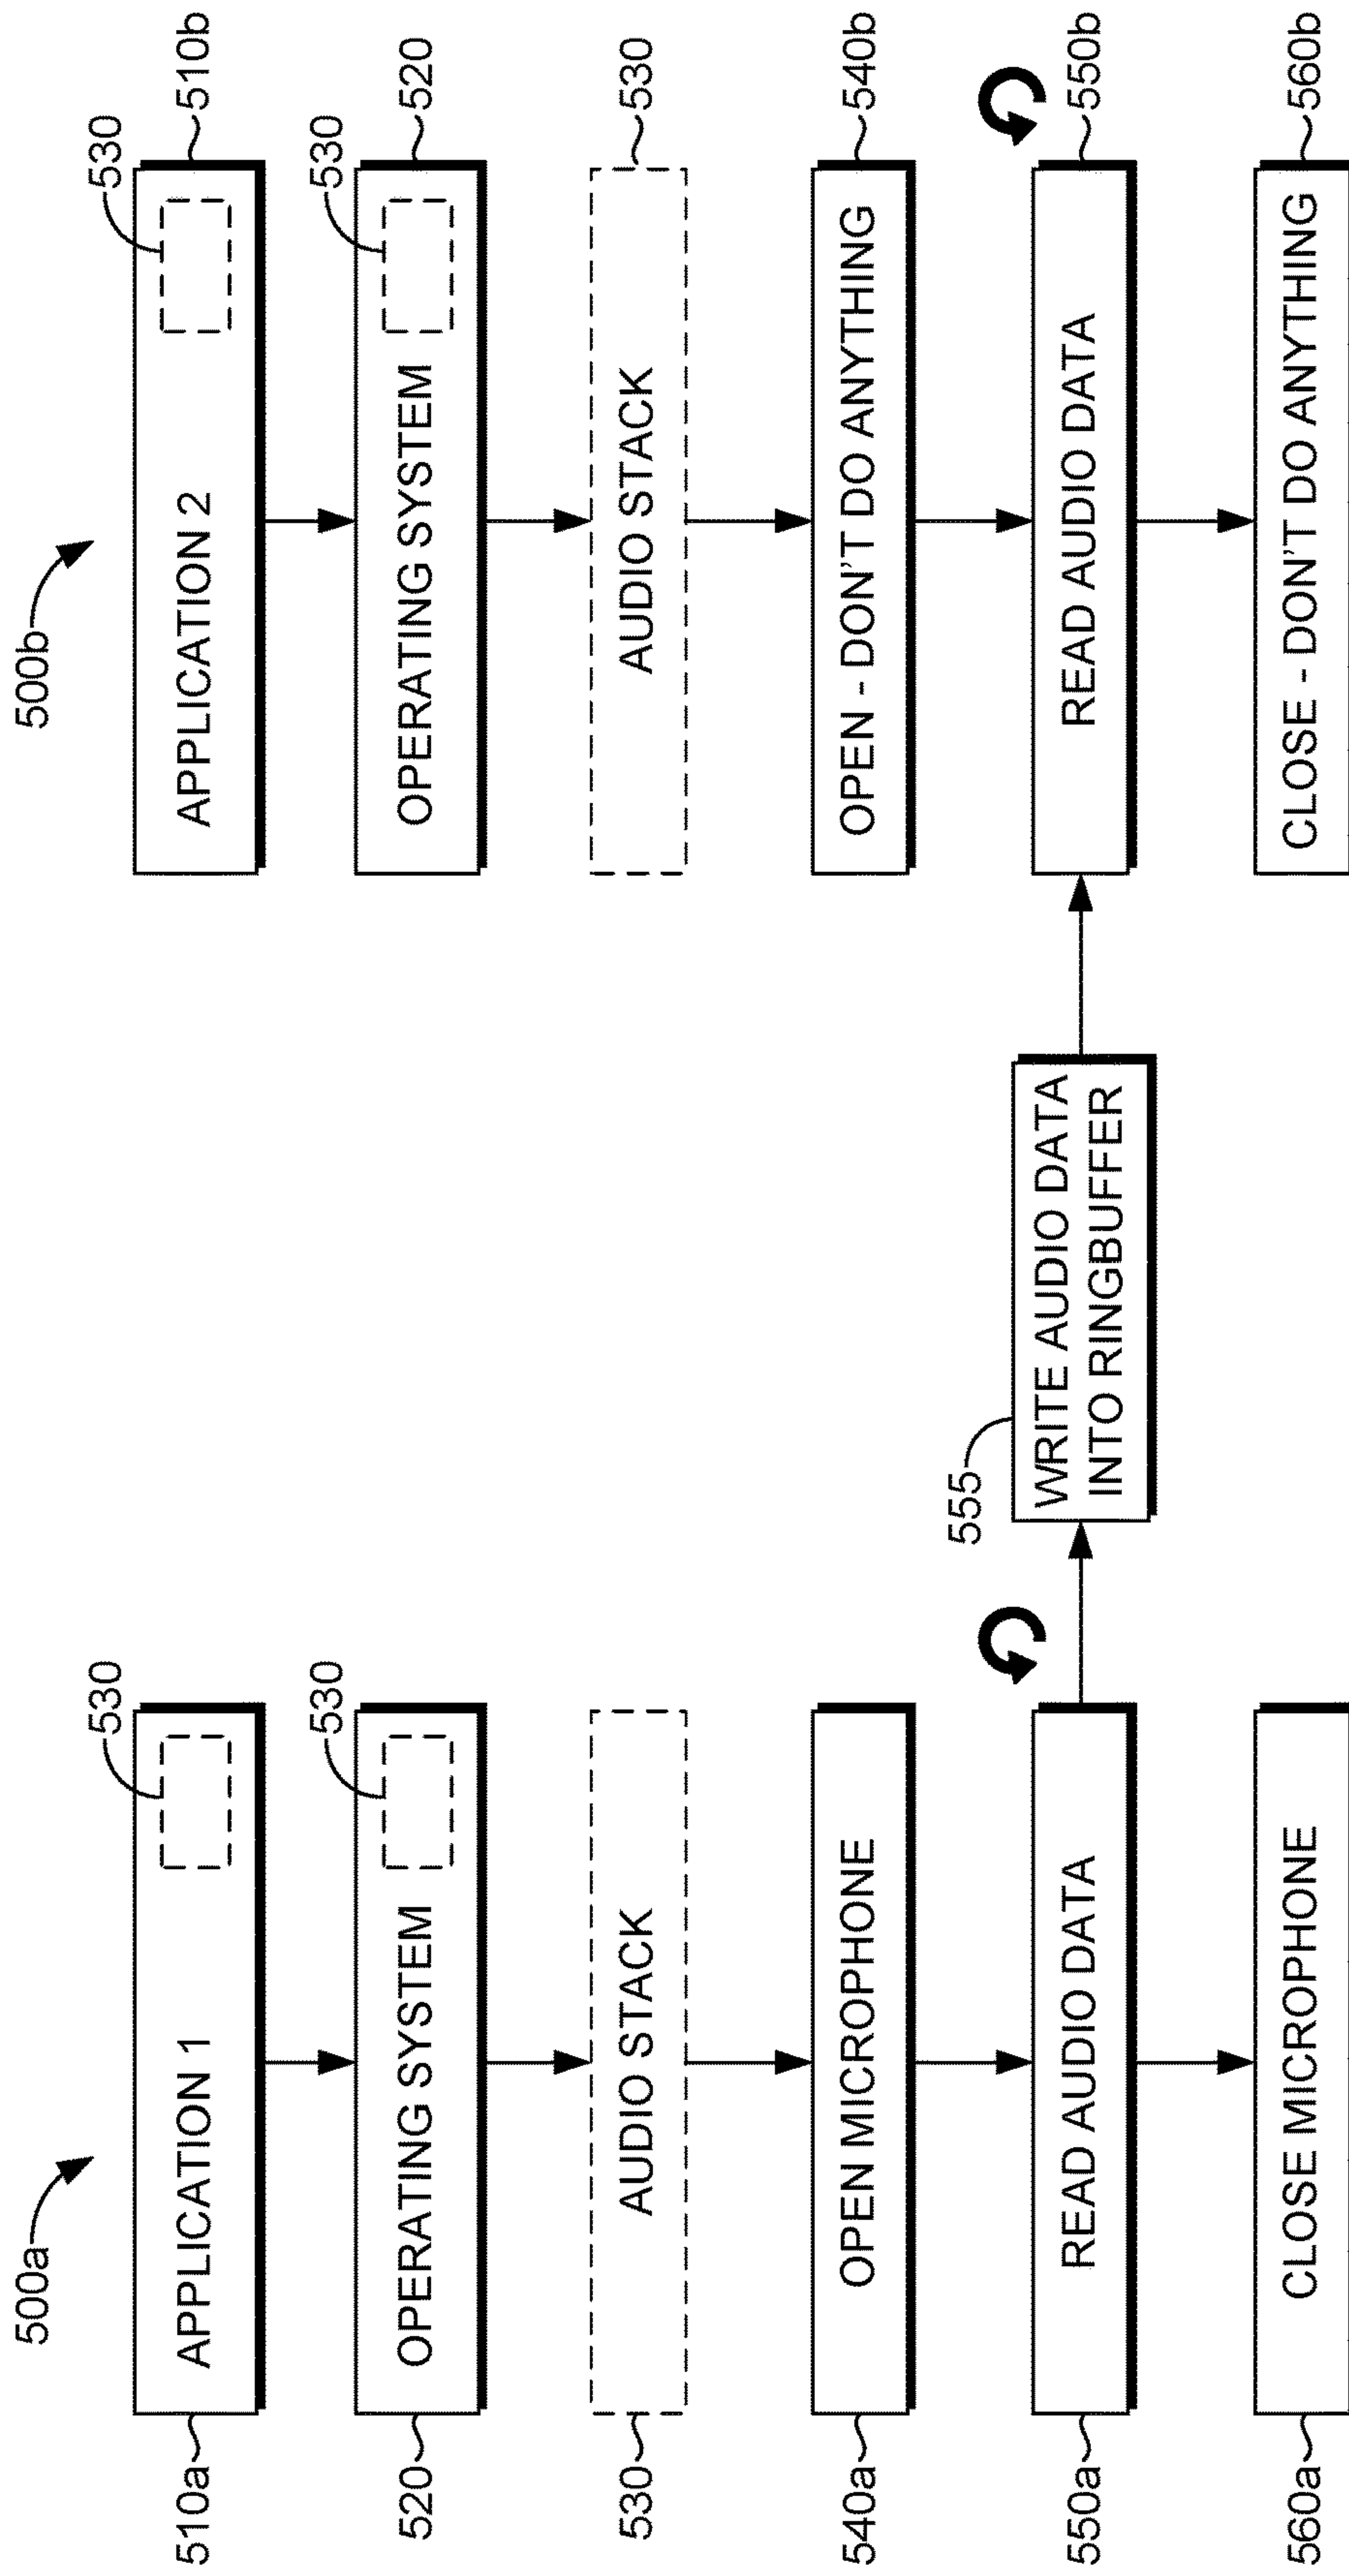 500a
500b
510a
APPLICATION 1
530
APPLICATION 2
530
510b
520
OPERATING SYSTEM
530
OPERATING SYSTEM
530
520
530
AUDIO STACK
AUDIO STACK
530
540a
OPEN MICROPHONE
OPEN - DON'T DO ANYTHING
540b
550a
READ AUDIO DATA
555
WRITE AUDIO DATA
INTO RINGBUFFER
READ AUDIO DATA
550b
560a
CLOSE MICROPHONE
CLOSE - DON'T DO ANYTHING
560b